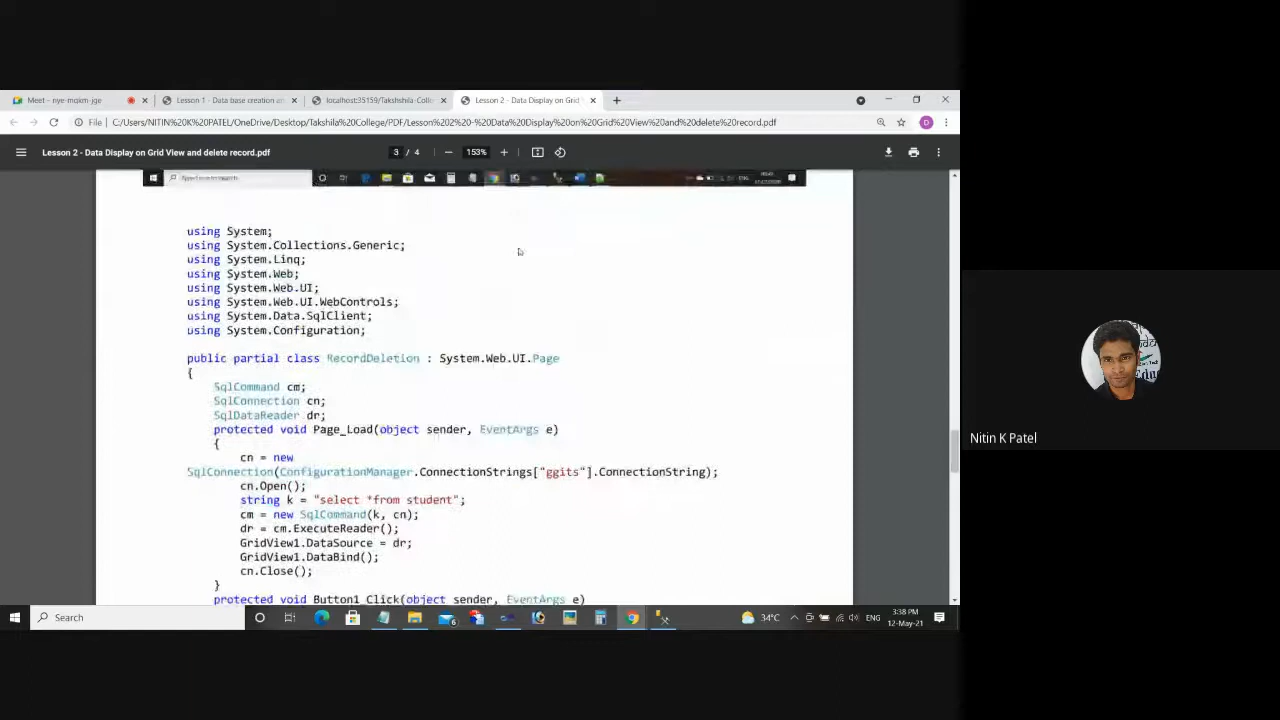 Meet – nye-mqkm-jge
Lesson 1 - Data base creation an
localhost:35159/Takshshila-Colle
Lesson 2 - Data Display on Grid
File
C:/Users/NITIN%20K%20PATEL/OneDrive/Desktop/Takshila%20College/PDF/Lesson%202%20-%20Data%20Display%20on%20Grid%20View%20and%20delete%20record.pdf
D
Lesson 2 - Data Display on Grid View and delete record.pdf
3 / 4
153%
ENG
using System;
using System.Collections.Generic;
using System.Linq;
using System.Web;
using System.Web.UI;
using System.Web.UI.WebControls;
using System.Data.SqlClient;
using System.Configuration;
public partial class RecordDeletion : System.Web.UI.Page
{
SqlCommand cm;
SqlConnection cn;
SqlDataReader dr;
protected void Page_Load(object sender, EventArgs e)
{
cn = new
SqlConnection(ConfigurationManager.ConnectionStrings["ggits"].ConnectionString);
cn.Open();
string k = "select *from student";
cm = new SqlCommand(k, cn);
dr = cm.ExecuteReader();
GridView1.DataSource = dr;
GridView1.DataBind();
cn.Close();
}
protected void Button1_Click(object sender, EventArgs e)
Nitin K Patel
Search
6
34°C
ENG
3:38 PM
12-May-21